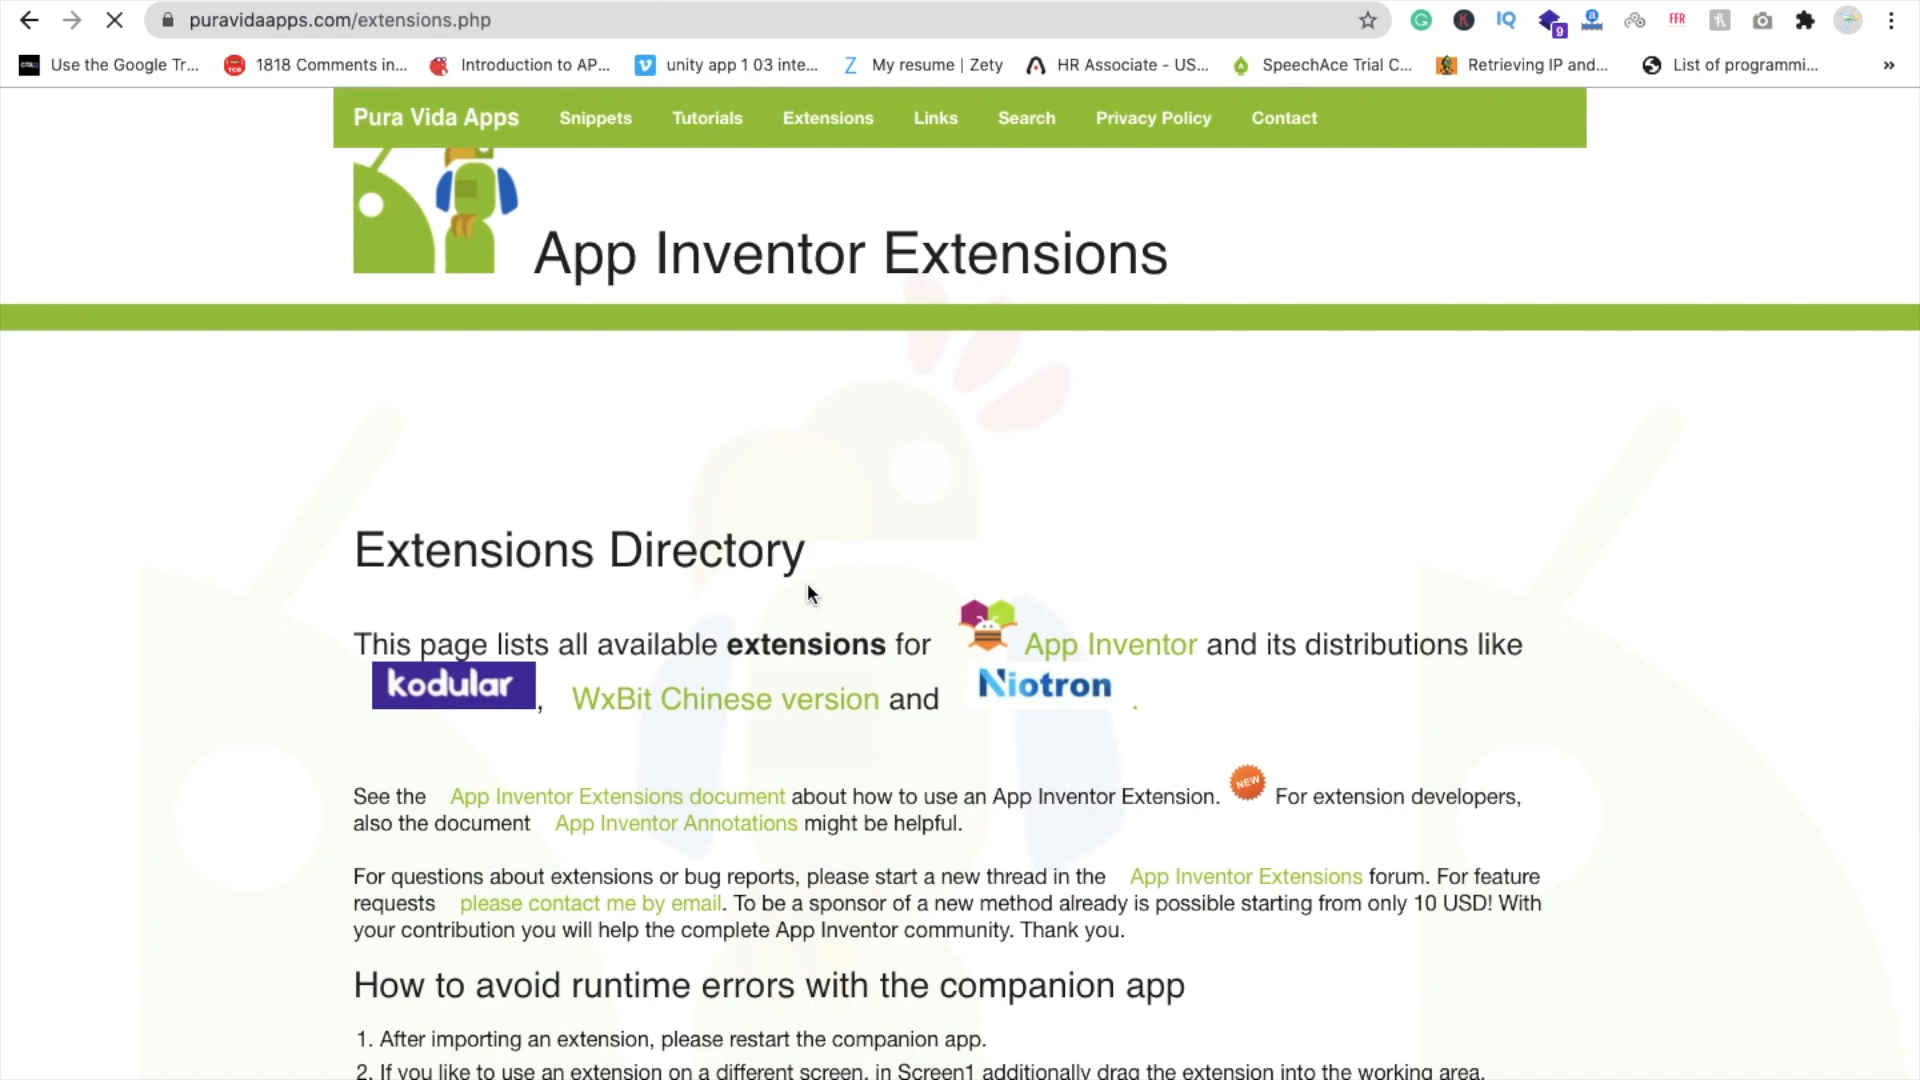 puravidaapps.com/extensions.php
9
Use the Google Tr... 1818 Comments in... Introduction to AP... unity app 1 03 inte... My resume | Zety HR Associate - US... SpeechAce Trial C... Retrieving IP and... List of programmi... »
Pura Vida Apps Snippets Tutorials Extensions Links Search Privacy Policy Contact
App Inventor Extensions
Extensions Directory
This page lists all available extensions for App Inventor and its distributions like
kodular, WxBit Chinese version and Niotron .
See the App Inventor Extensions document about how to use an App Inventor Extension. NEW For extension developers,
also the document App Inventor Annotations might be helpful.
For questions about extensions or bug reports, please start a new thread in the App Inventor Extensions forum. For feature
requests please contact me by email. To be a sponsor of a new method already is possible starting from only 10 USD! With
your contribution you will help the complete App Inventor community. Thank you.
How to avoid runtime errors with the companion app
1. After importing an extension, please restart the companion app.
2. If you like to use an extension on a different screen, in Screen1 additionally drag the extension into the working area.